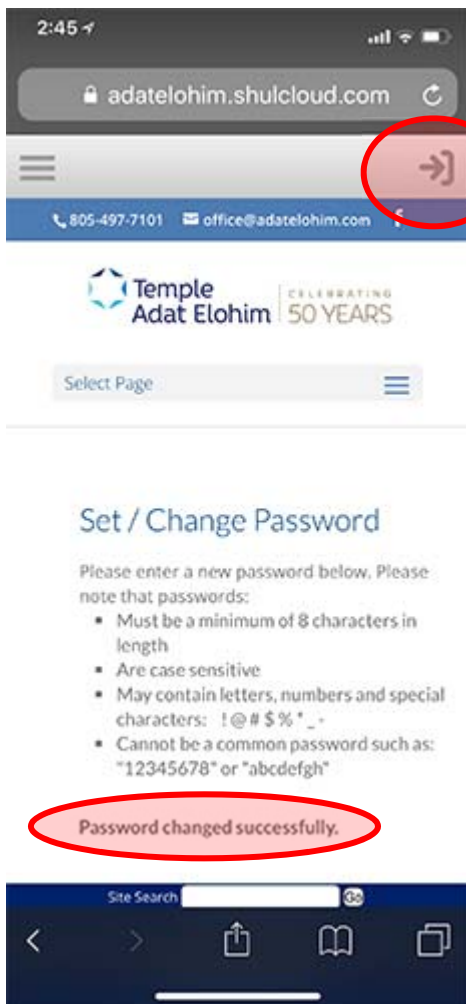 2:45
adatelohim.shulcloud.com
805-497-7101 office@adatelohim.com f
Temple
Adat Elohim
CELEBRATING
50 YEARS
Select Page
Set / Change Password
Please enter a new password below. Please
note that passwords:
▪ Must be a minimum of 8 characters in
length
▪ Are case sensitive
▪ May contain letters, numbers and special
characters: ! @ # $ % * _ -
▪ Cannot be a common password such as:
"12345678" or "abcdefgh"
Password changed successfully.
Site Search Go